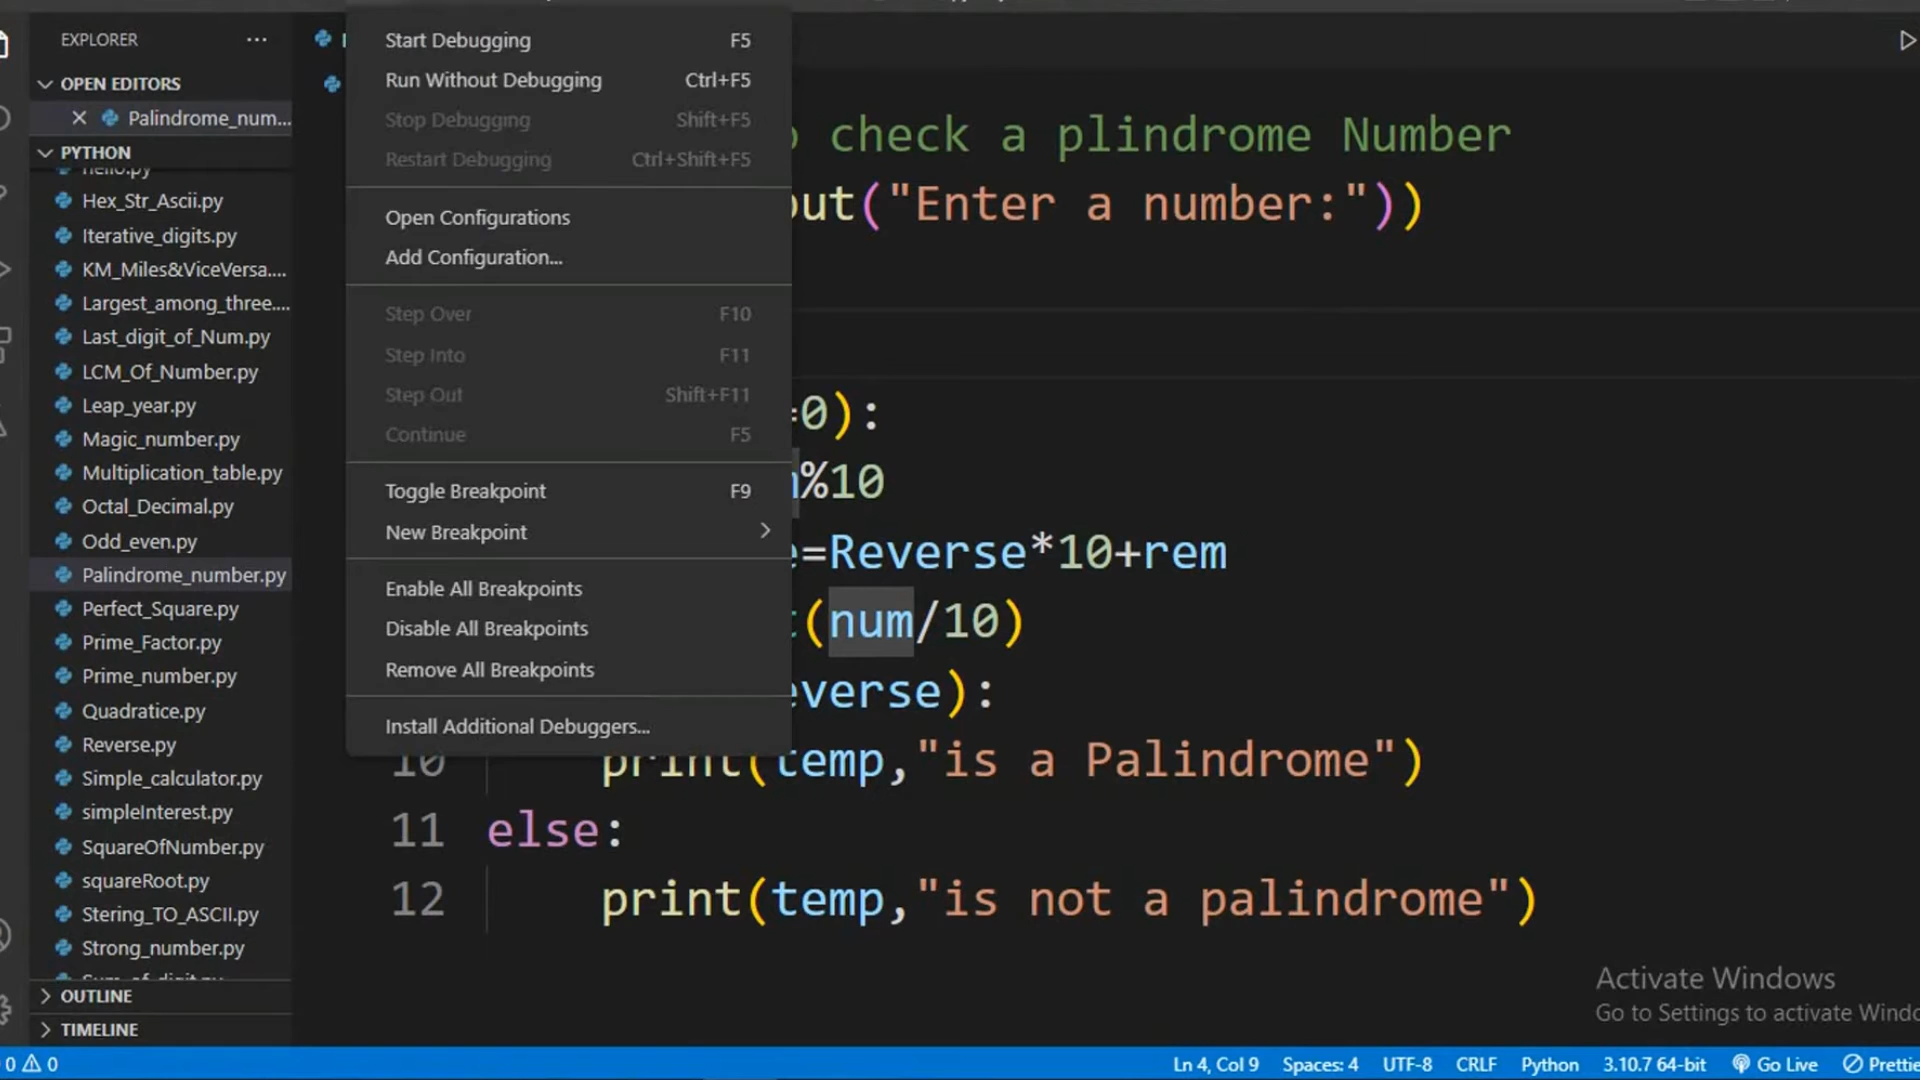 EXPLORER
OPEN EDITORS
Palindrome_num...
PYTHON
hello.py
Hex_Str_Ascii.py
Iterative_digits.py
KM_Miles&ViceVersa....
Largest_among_three....
Last_digit_of_Num.py
LCM_Of_Number.py
Leap_year.py
Magic_number.py
Multiplication_table.py
Octal_Decimal.py
Odd_even.py
Palindrome_number.py
Perfect_Square.py
Prime_Factor.py
Prime_number.py
Quadratice.py
Reverse.py
Simple_calculator.py
simpleInterest.py
SquareOfNumber.py
squareRoot.py
Stering_TO_ASCII.py
Strong_number.py
Sum_of_digit.py
OUTLINE
TIMELINE
Start Debugging F5
Run Without Debugging Ctrl+F5
Stop Debugging Shift+F5
Restart Debugging Ctrl+Shift+F5
Open Configurations
Add Configuration...
Step Over F10
Step Into F11
Step Out Shift+F11
Continue F5
Toggle Breakpoint F9
New Breakpoint
Enable All Breakpoints
Disable All Breakpoints
Remove All Breakpoints
Install Additional Debuggers...
check a plindrome Number
out("Enter a number:"))
=0):
%10
e=Reverse*10+rem
t(num/10)
everse):
10 print(temp,"is a Palindrome")
11 else:
12 print(temp,"is not a palindrome")
Activate Windows
Go to Settings to activate Windo
0 0 Ln 4, Col 9 Spaces: 4 UTF-8 CRLF Python 3.10.7 64-bit Go Live Prettie